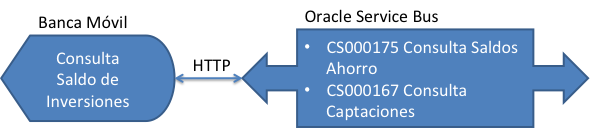 Banca Móvil
Consulta
Saldo de
Inversiones
HTTP
Oracle Service Bus
• CS000175 Consulta Saldos
Ahorro
• CS000167 Consulta
Captaciones